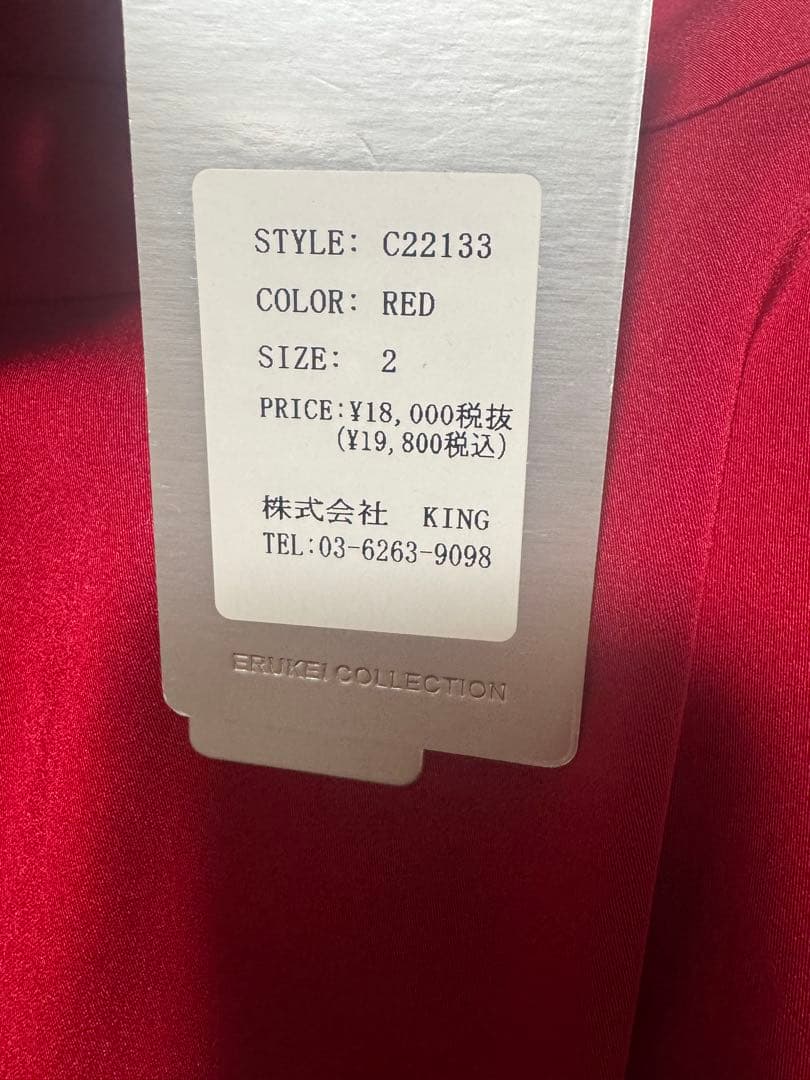 STYLE: C22133
COLOR: RED
SIZE: 2
PRICE:¥18,000税抜
(¥19,800税込)
株式会社 KING
TEL:03-6263-9098
ERUKEI COLLECTION